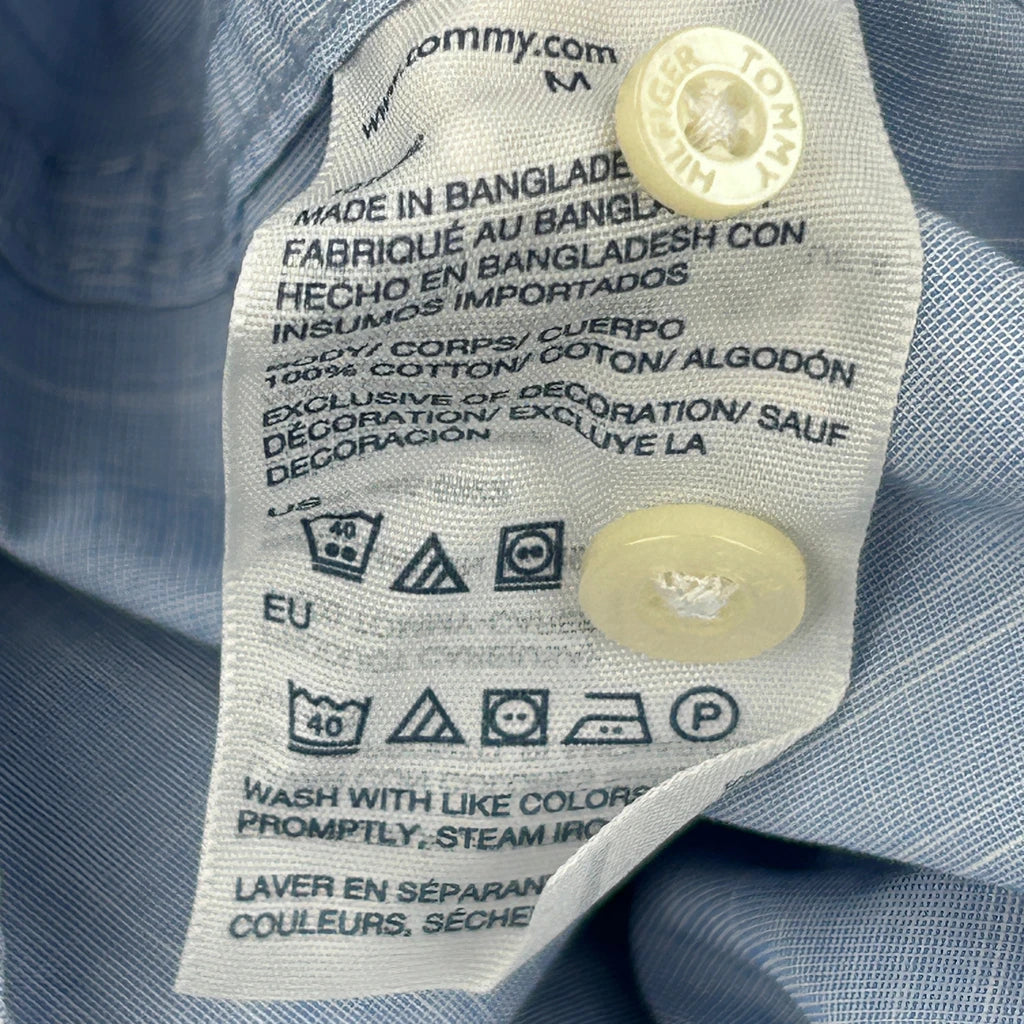 www.tommy.com
M
TOMMY HILFIGER
MADE IN BANGLADE
FABRIQUÉ AU BANGLA
HECHO EN BANGLADESH CON
INSUMOS IMPORTADOS
BODY/ CORPS/ CUERPO
100% COTTON/ COTON/ ALGODÓN
EXCLUSIVE OF DECORATION/ SAUF
DÉCORATION/ EXCLUYE LA
DECORACIÓN
US
40
EU
40
P
WASH WITH LIKE COLORS
PROMPTLY, STEAM IRO
LAVER EN SÉPARAN
COULEURS, SÉCHE